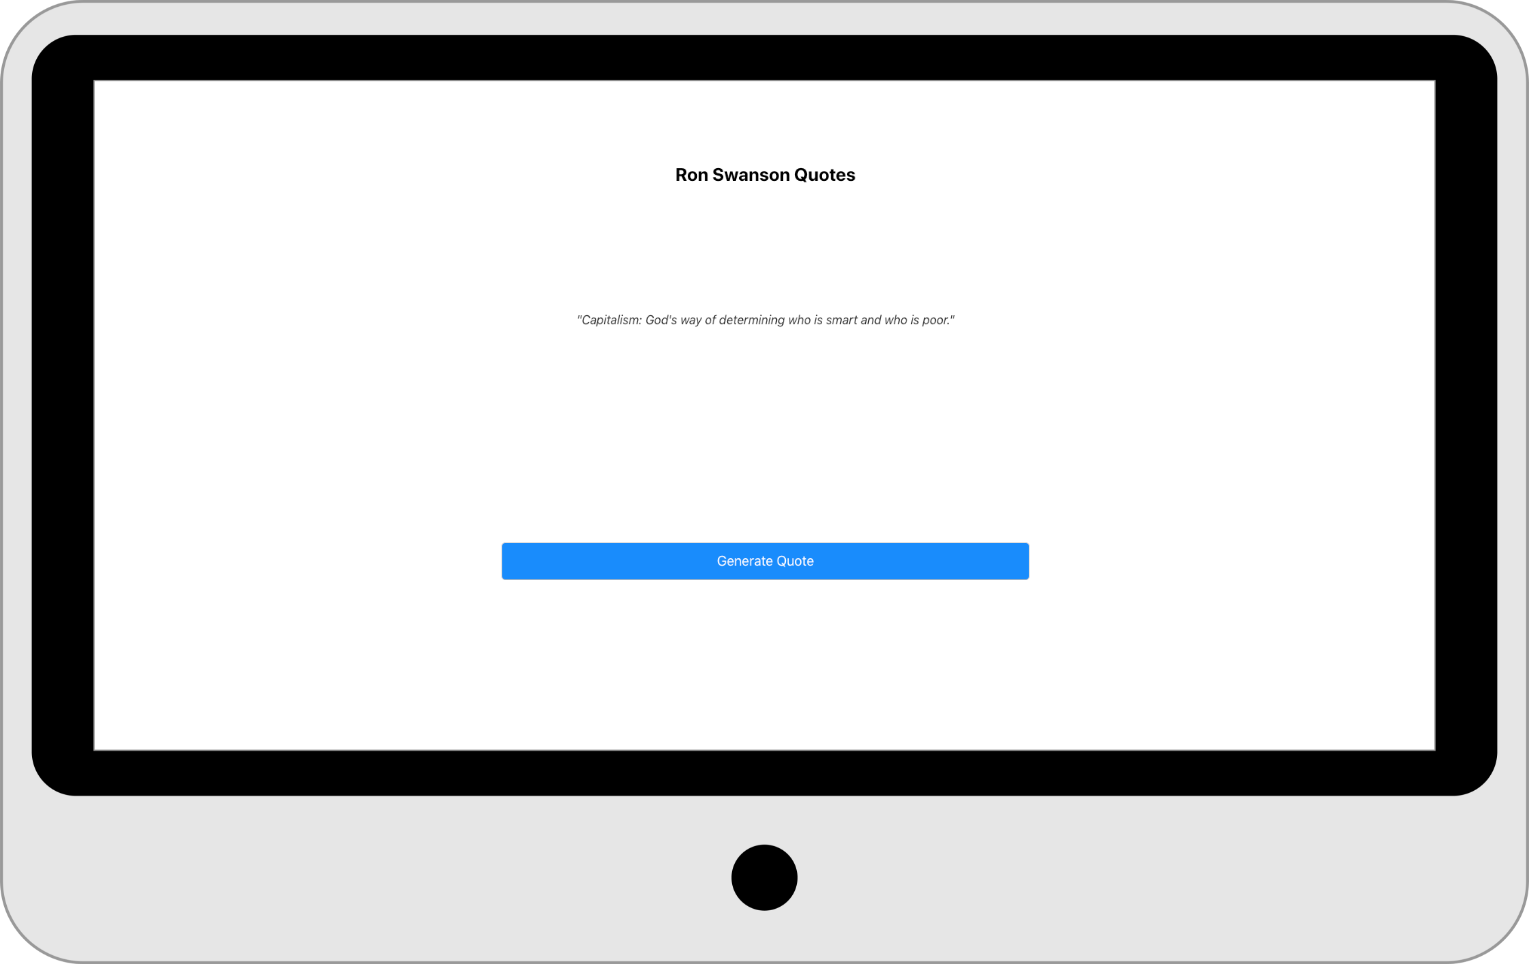 Ron Swanson Quotes
"Capitalism: God's way of determining who is smart and who is poor."
Generate Quote